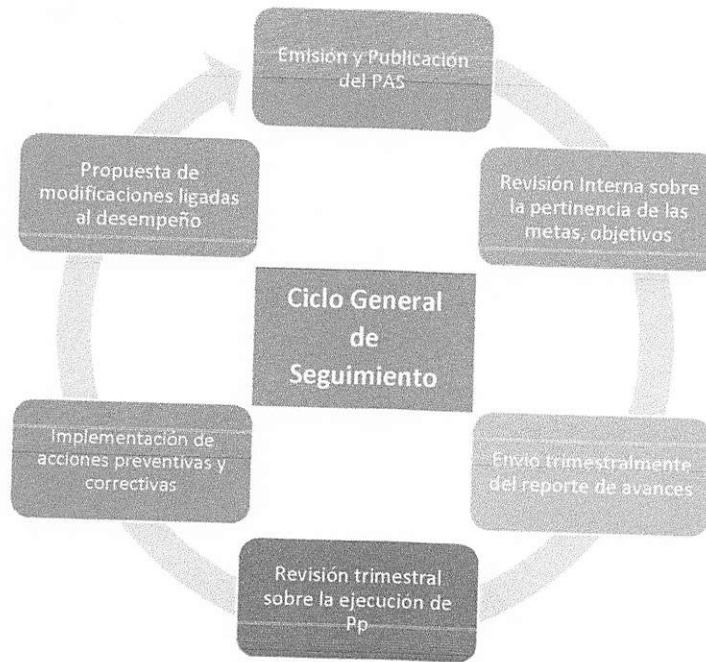 Emisión y Publicación
del PAS
Propuesta de
modificaciones ligadas
al desempeño
Revisión Interna sobre
la pertinencia de las
metas, objetivos
Ciclo General
de
Seguimiento
Implementación de
acciones preventivas y
correctivas
Envío trimestralmente
del reporte de avances
Revisión trimestral
sobre la ejecución de
Pp